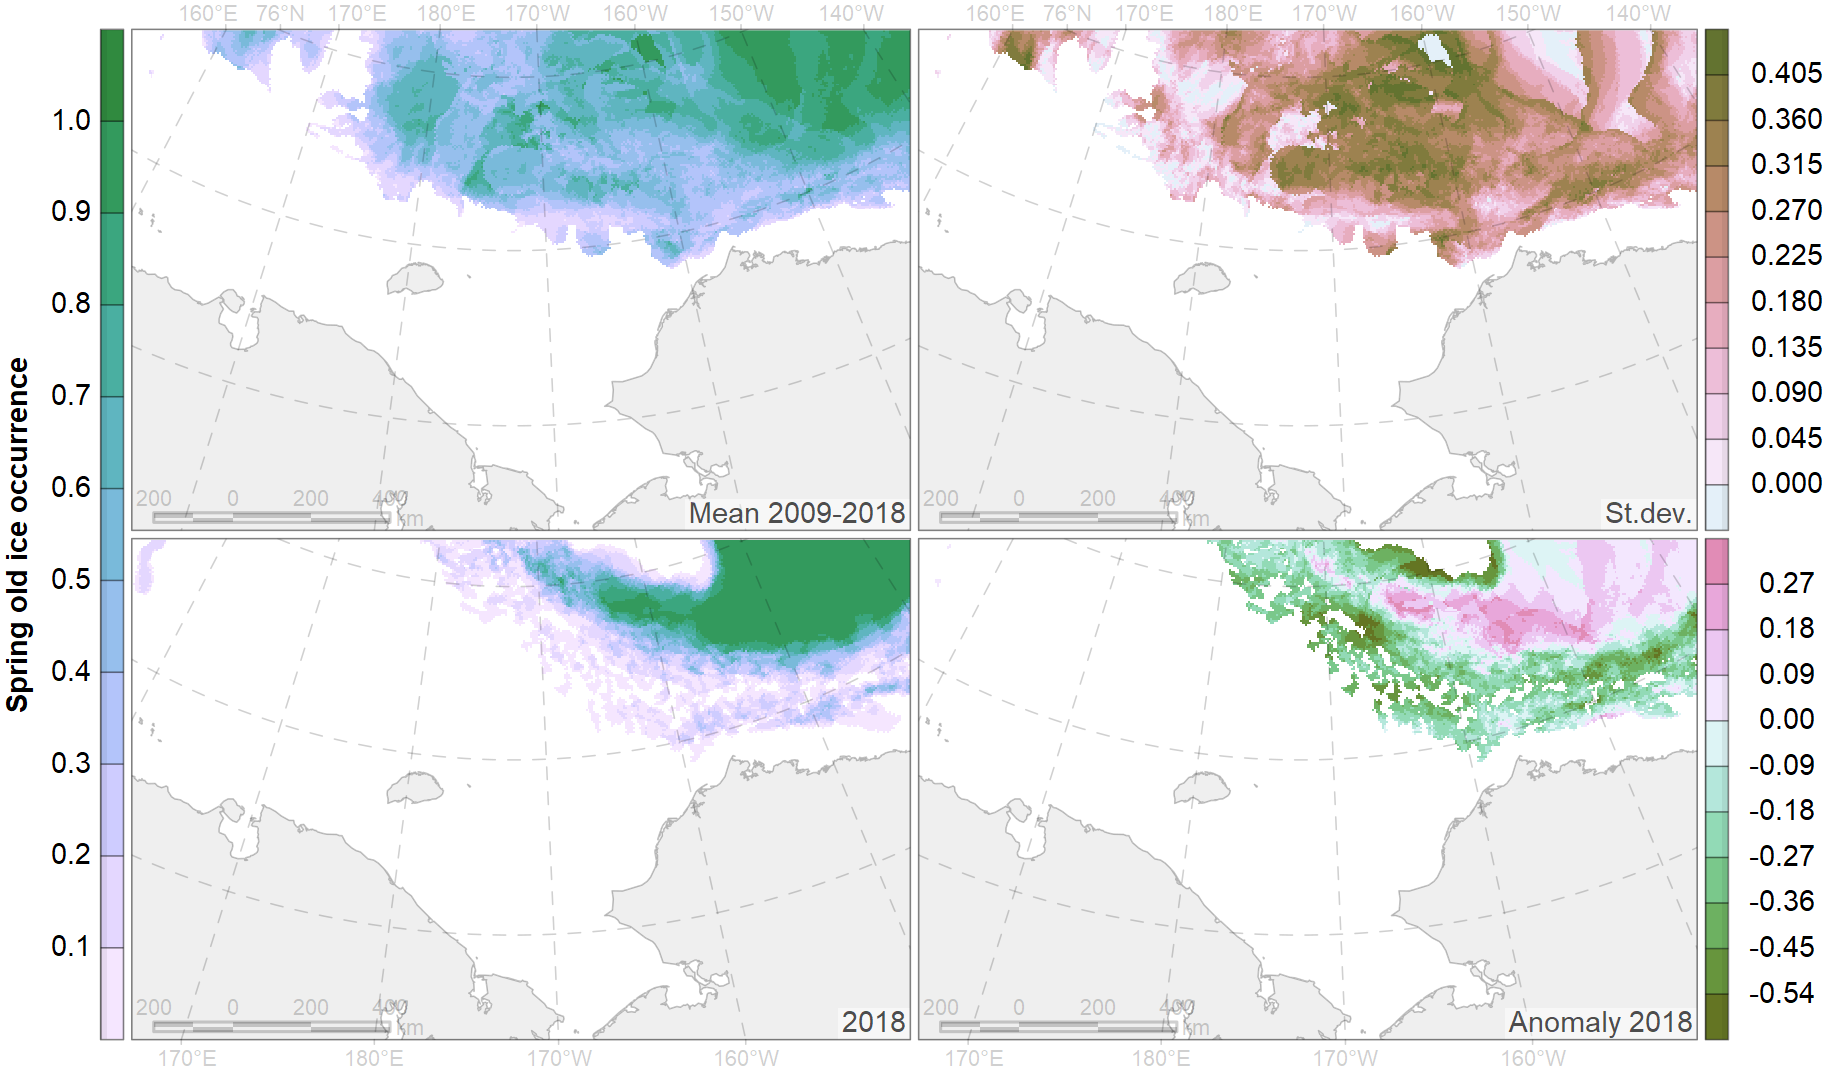 160°E 76°N 170°E 180°E 170°W 160°W 150°W 140°W
160°E 76°N 170°E 180°E 170°W 160°W 150°W 140°W
Spring old ice occurrence
1.0
0.9
0.8
0.7
0.6
0.5
0.4
0.3
0.2
0.1
200 0 200 400 km
Mean 2009-2018
200 0 200 400 km
St.dev.
0.405
0.360
0.315
0.270
0.225
0.180
0.135
0.090
0.045
0.000
200 0 200 400 km
2018
200 0 200 400 km
Anomaly 2018
0.27
0.18
0.09
0.00
-0.09
-0.18
-0.27
-0.36
-0.45
-0.54
170°E 180°E 170°W 160°W
170°E 180°E 170°W 160°W